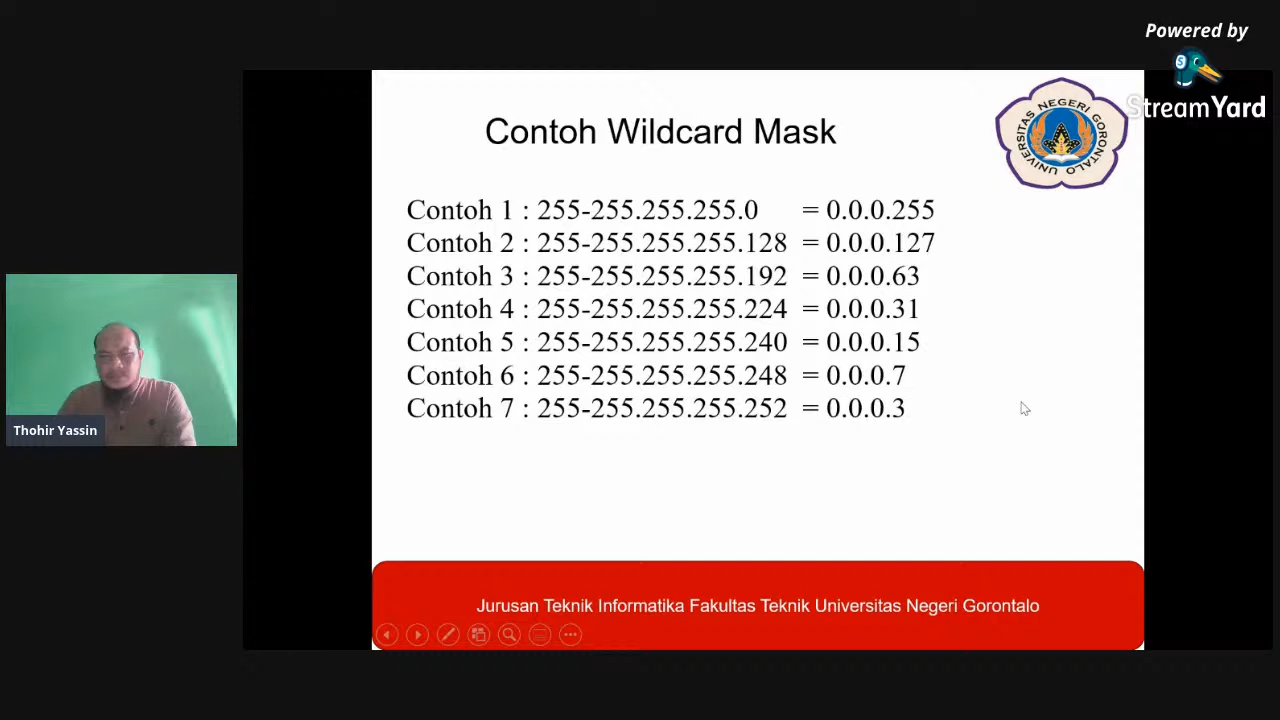 Powered by
StreamYard
Contoh Wildcard Mask
UNIVERSITAS NEGERI GORONTALO
Contoh 1 : 255-255.255.255.0 = 0.0.0.255
Contoh 2 : 255-255.255.255.128 = 0.0.0.127
Contoh 3 : 255-255.255.255.192 = 0.0.0.63
Contoh 4 : 255-255.255.255.224 = 0.0.0.31
Contoh 5 : 255-255.255.255.240 = 0.0.0.15
Contoh 6 : 255-255.255.255.248 = 0.0.0.7
Contoh 7 : 255-255.255.255.252 = 0.0.0.3
Thohir Yassin
Jurusan Teknik Informatika Fakultas Teknik Universitas Negeri Gorontalo